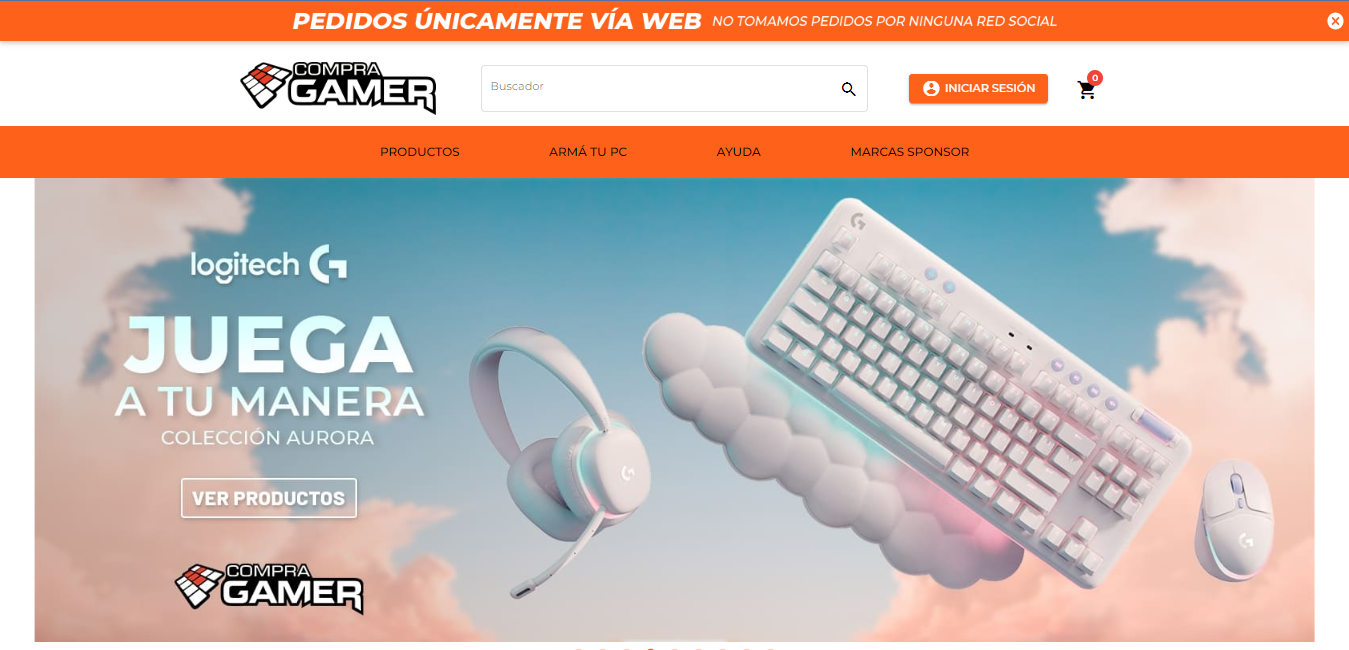 PEDIDOS ÚNICAMENTE VÍA WEB NO TOMAMOS PEDIDOS POR NINGUNA RED SOCIAL
COMPRA
GAMER
Buscador
INICIAR SESIÓN
0
PRODUCTOS
ARMÁ TU PC
AYUDA
MARCAS SPONSOR
logitech G
JUEGA
A TU MANERA
COLECCIÓN AURORA
VER PRODUCTOS
COMPRA
GAMER